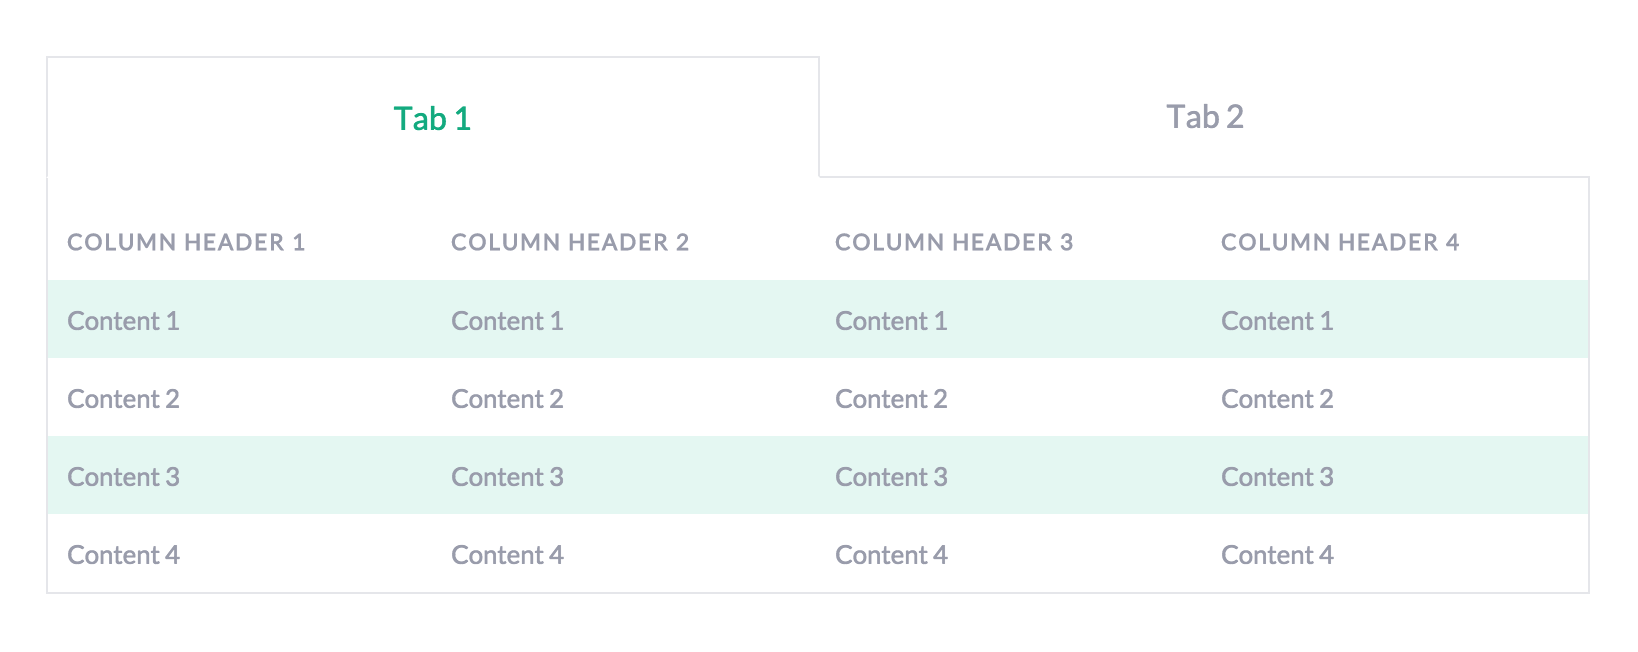 Tab 1 Tab 2
COLUMN HEADER 1 COLUMN HEADER 2 COLUMN HEADER 3 COLUMN HEADER 4
Content 1 Content 1 Content 1 Content 1
Content 2 Content 2 Content 2 Content 2
Content 3 Content 3 Content 3 Content 3
Content 4 Content 4 Content 4 Content 4